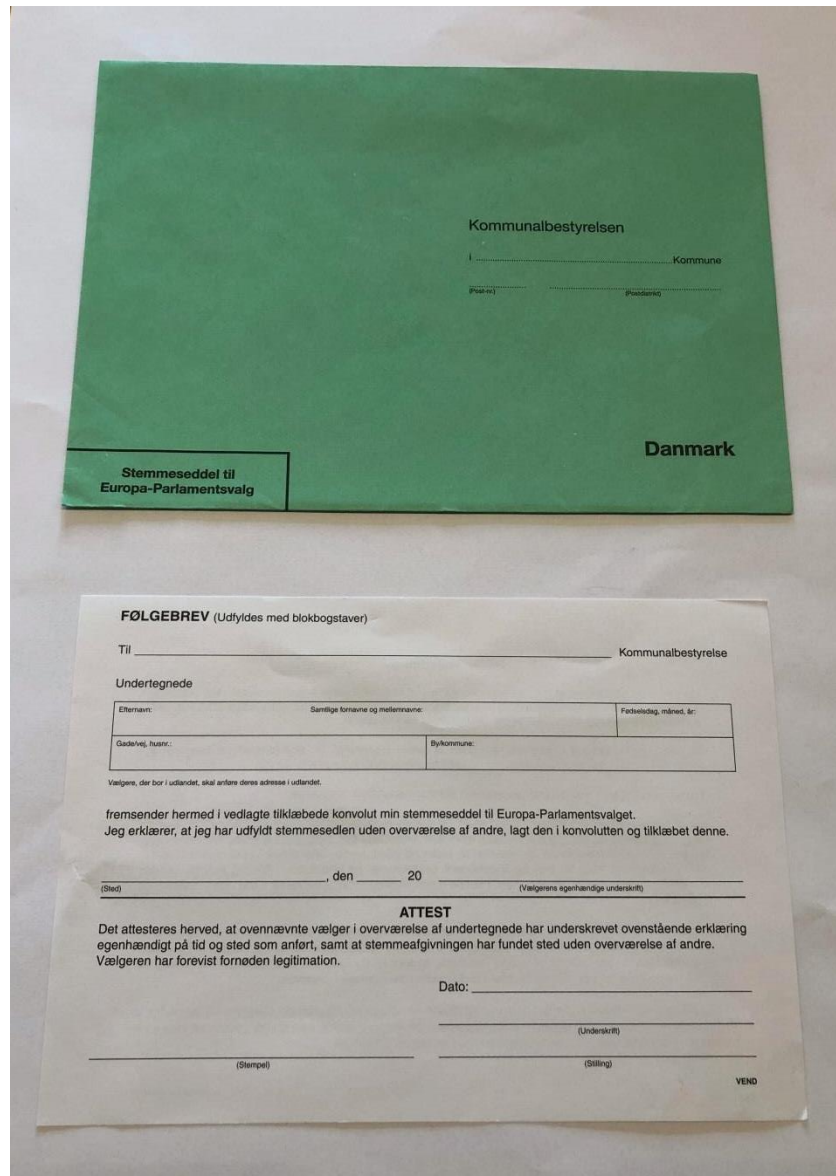 Kommunalbestyrelsen
i ........................................ Kommune
(Post-nr.) (Postdistrikt)
Danmark
Stemmeseddel til
Europa-Parlamentsvalg
FØLGEBREV (Udfyldes med blokbogstaver)
Til ________________ Kommunalbestyrelse
Undertegnede
Efternavn: Samtlige fornavne og mellemnavne: Fødselsdag, måned, år:
Gade/vej, husnr.: By/kommune:
Vælgere, der bor i udlandet, skal anføre deres adresse i udlandet.
fremsender hermed i vedlagte tilklæbede konvolut min stemmeseddel til Europa-Parlamentsvalget.
Jeg erklærer, at jeg har udfyldt stemmesedlen uden overværelse af andre, lagt den i konvolutten og tilklæbet denne.
________________, den ______ 20 ________________
(Sted) (Vælgerens egenhændige underskrift)
ATTEST
Det attesteres herved, at ovennævnte vælger i overværelse af undertegnede har underskrevet ovenstående erklæring
egenhændigt på tid og sted som anført, samt at stemmeafgivningen har fundet sted uden overværelse af andre.
Vælgeren har forevist fornøden legitimation.
Dato: ________________
(Underskrift)
(Stempel) (Stilling)
VEND